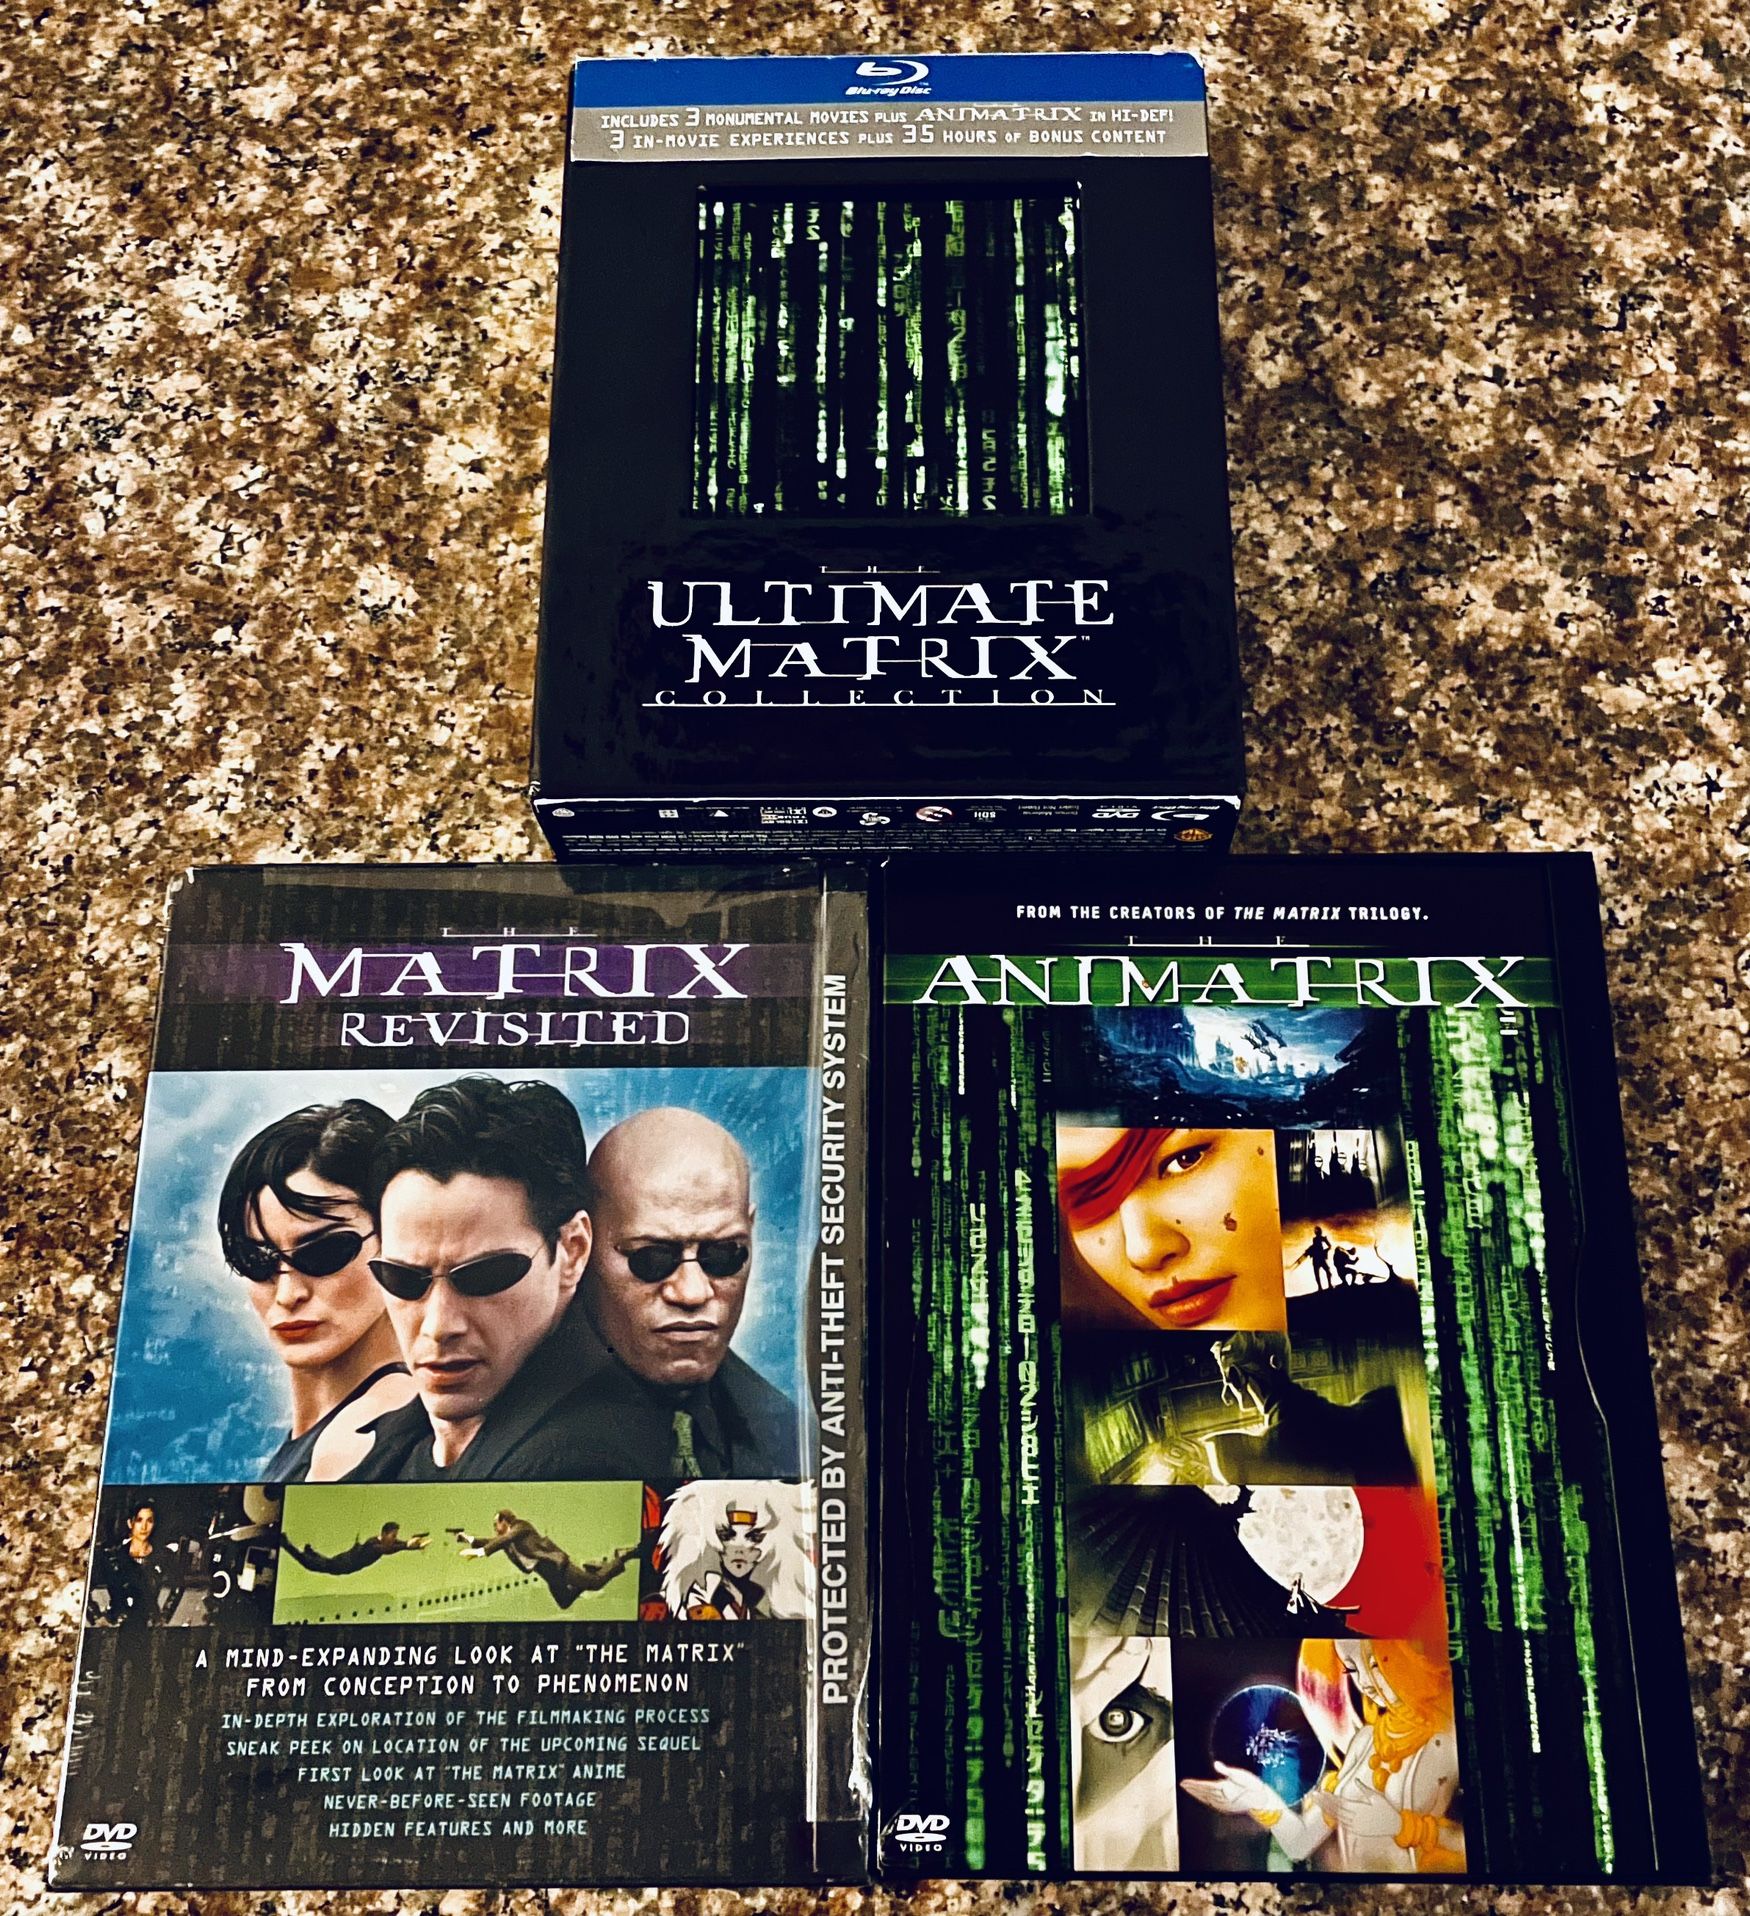 Blu-ray Disc
INCLUDES 3 MONUMENTAL MOVIES PLUS ANIMATRIX IN HI-DEF!
3 IN-MOVIE EXPERIENCES PLUS 35 HOURS OF BONUS CONTENT
THE
ULTIMATE
MATRIX™
COLLECTION
DVD
SDH
THE
MATRIX
REVISITED
PROTECTED BY ANTI-THEFT SECURITY SYSTEM
A MIND-EXPANDING LOOK AT "THE MATRIX"
FROM CONCEPTION TO PHENOMENON
IN-DEPTH EXPLORATION OF THE FILMMAKING PROCESS
SNEAK PEEK ON LOCATION OF THE UPCOMING SEQUEL
FIRST LOOK AT "THE MATRIX" ANIME
NEVER-BEFORE-SEEN FOOTAGE
HIDDEN FEATURES AND MORE
DVD
VIDEO
FROM THE CREATORS OF THE MATRIX TRILOGY.
THE
ANIMATRIX
DVD
VIDEO